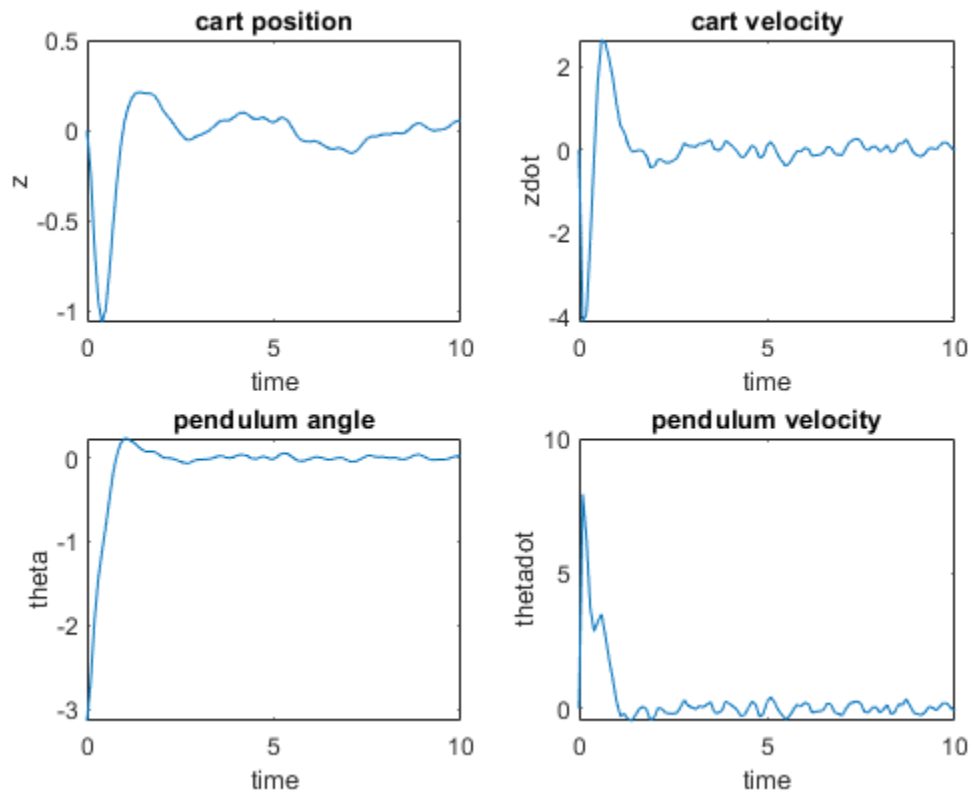 cart position
0.5
0
-0.5
-1
z
0
5
10
time
cart velocity
2
0
-2
-4
zdot
0
5
10
time
pendulum angle
0
-1
-2
-3
theta
0
5
10
time
pendulum velocity
10
5
0
thetadot
0
5
10
time